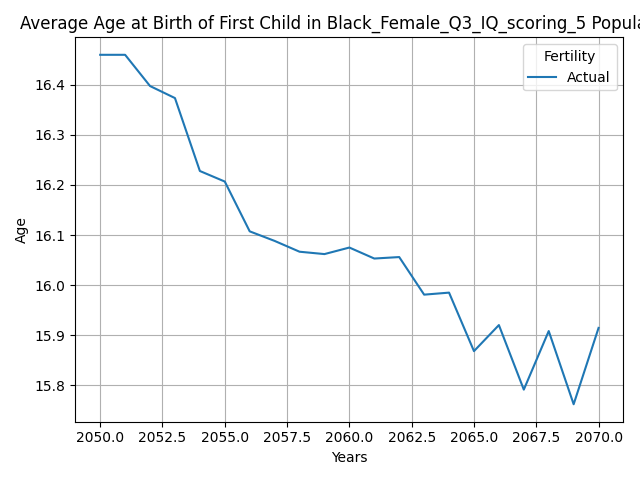 Average Age at Birth of First Child in Black_Female_Q3_IQ_scoring_5 Popula
Fertility
Actual
16.4
16.3
16.2
16.1
16.0
15.9
15.8
Age
2050.0 2052.5 2055.0 2057.5 2060.0 2062.5 2065.0 2067.5 2070.0
Years